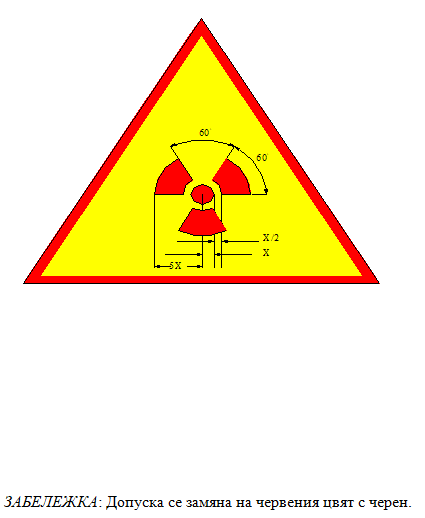 60°
60°
X/2
X
5X
ЗАБЕЛЕЖКА: Допуска се замяна на червения цвят с черен.